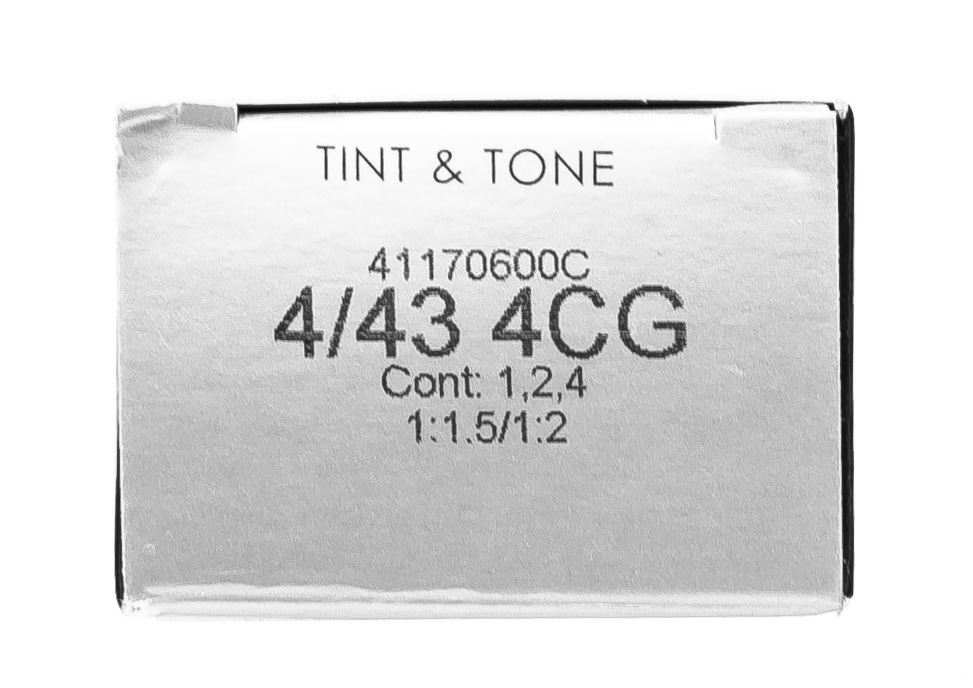 TINT & TONE
41170600C
4/43 4CG
Cont: 1,2,4
1:1.5/1:2